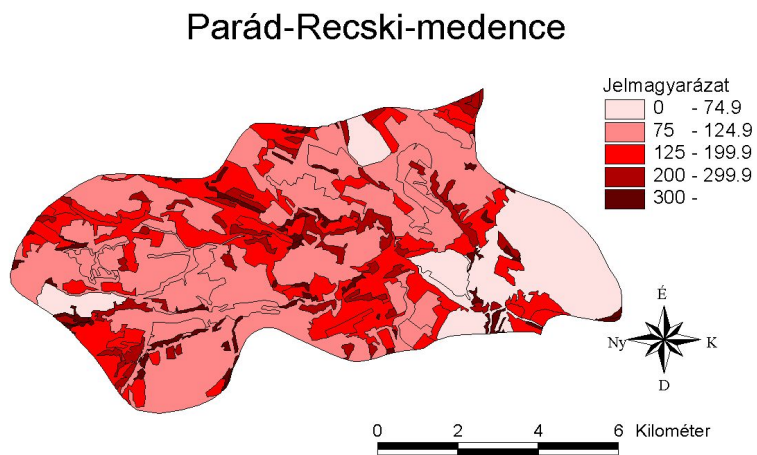 Parád-Recski-medence
Jelmagyarázat
0 - 74.9
75 - 124.9
125 - 199.9
200 - 299.9
300 -
É
Ny K
D
0 2 4 6 Kilométer